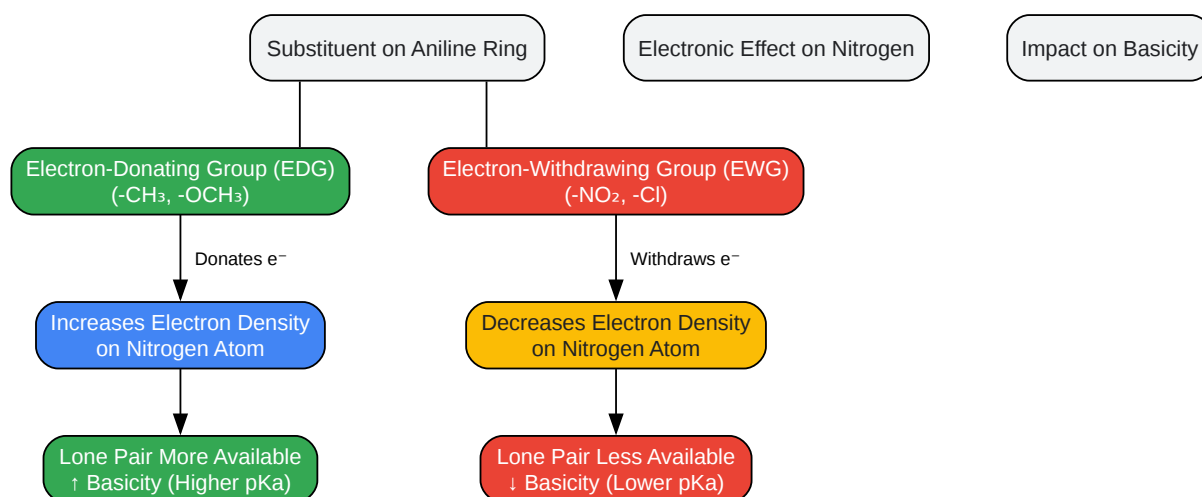 Substituent on Aniline Ring
Electronic Effect on Nitrogen
Impact on Basicity
Electron-Donating Group (EDG)
(-CH₃, -OCH₃)
Electron-Withdrawing Group (EWG)
(-NO₂, -Cl)
Donates e⁻
Withdraws e⁻
Increases Electron Density
on Nitrogen Atom
Decreases Electron Density
on Nitrogen Atom
Lone Pair More Available
↑ Basicity (Higher pKa)
Lone Pair Less Available
↓ Basicity (Lower pKa)